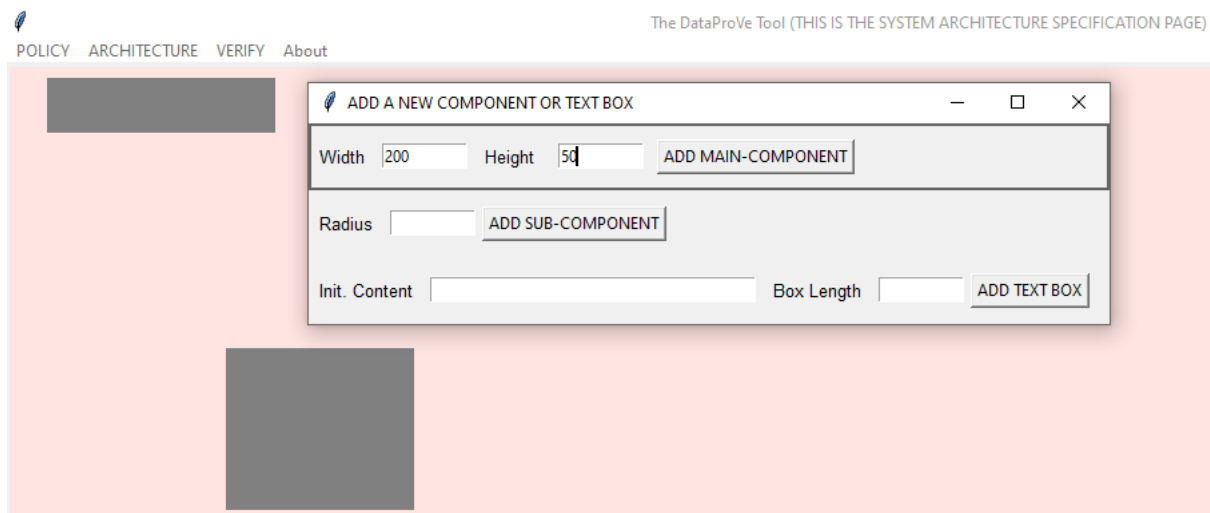 The DataProVe Tool (THIS IS THE SYSTEM ARCHITECTURE SPECIFICATION PAGE)
POLICY ARCHITECTURE VERIFY About
ADD A NEW COMPONENT OR TEXT BOX
Width 200 Height 50 ADD MAIN-COMPONENT
Radius ADD SUB-COMPONENT
Init. Content Box Length ADD TEXT BOX